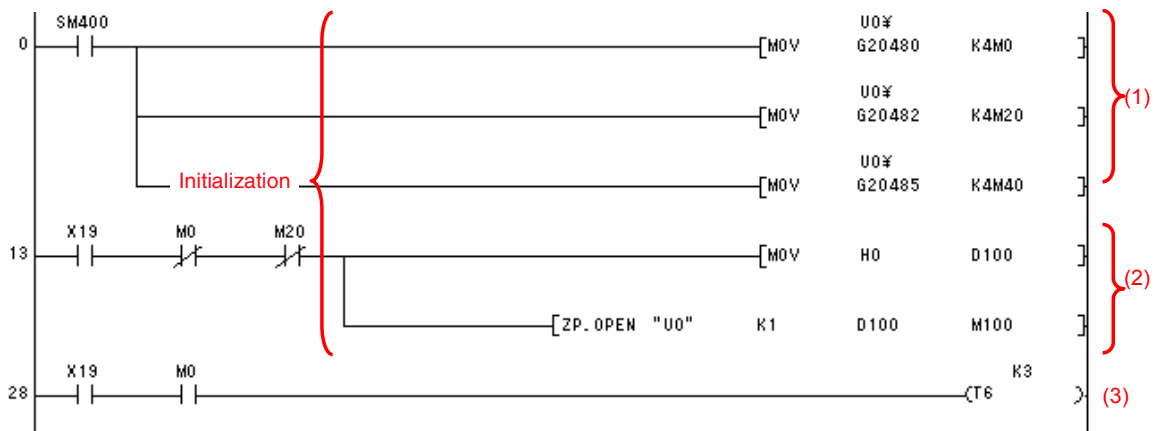 SM400
U0¥
0 [MOV G20480 K4M0 ]
(1)
U0¥
[MOV G20482 K4M20 ]
U0¥
Initialization [MOV G20485 K4M40 ]
X19 M0 M20
13 [MOV H0 D100 ]
(2)
[ZP.OPEN "U0" K1 D100 M100 ]
X19 M0 K3
28 (T6 ) (3)